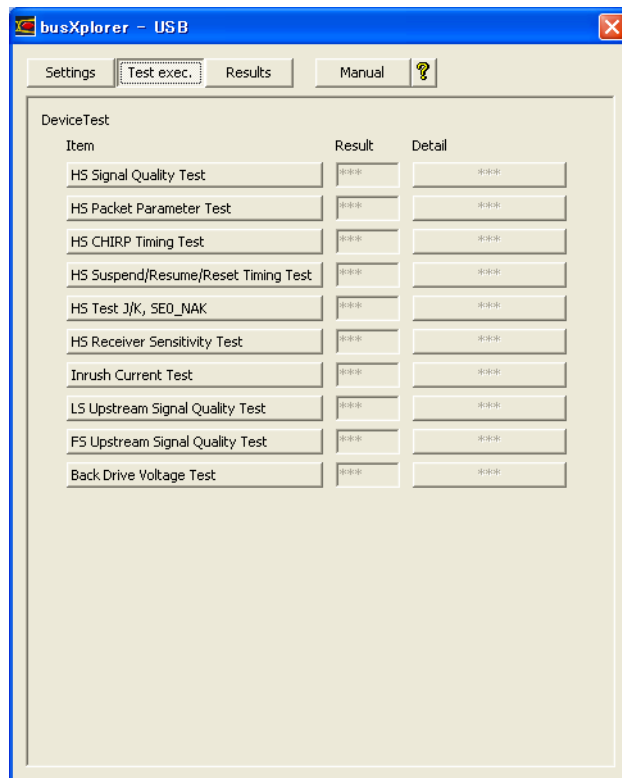 busXplorer - USB
Settings Test exec. Results Manual ?
DeviceTest
Item Result Detail
HS Signal Quality Test *** ***
HS Packet Parameter Test *** ***
HS CHIRP Timing Test *** ***
HS Suspend/Resume/Reset Timing Test *** ***
HS Test J/K, SE0_NAK *** ***
HS Receiver Sensitivity Test *** ***
Inrush Current Test *** ***
LS Upstream Signal Quality Test *** ***
FS Upstream Signal Quality Test *** ***
Back Drive Voltage Test *** ***